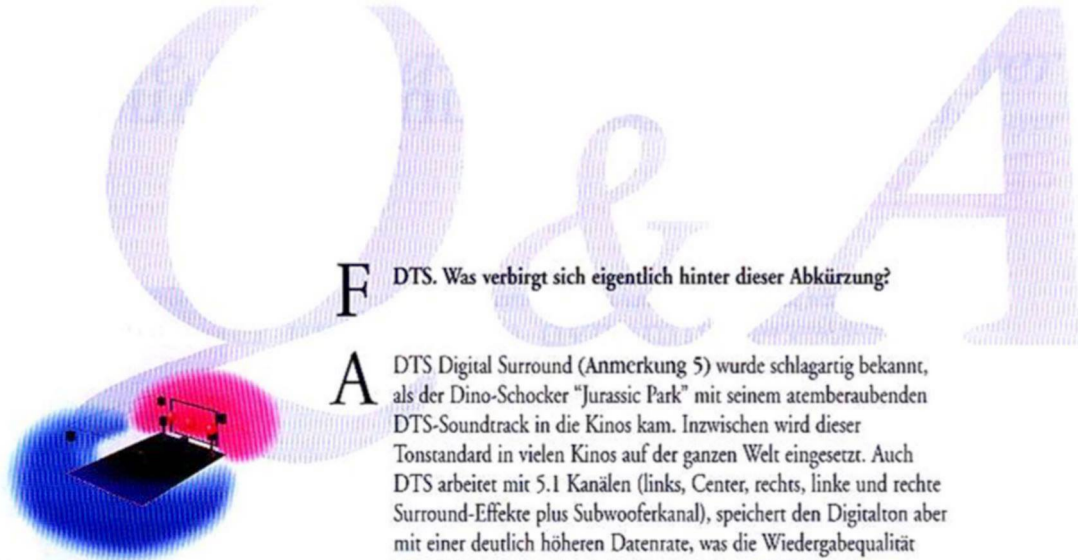 Q & A
F DTS. Was verbirgt sich eigentlich hinter dieser Abkürzung?
A DTS Digital Surround (Anmerkung 5) wurde schlagartig bekannt,
als der Dino-Schocker “Jurassic Park” mit seinem atemberaubenden
DTS-Soundtrack in die Kinos kam. Inzwischen wird dieser
Tonstandard in vielen Kinos auf der ganzen Welt eingesetzt. Auch
DTS arbeitet mit 5.1 Kanälen (links, Center, rechts, linke und rechte
Surround-Effekte plus Subwooferkanal), speichert den Digitalton aber
mit einer deutlich höheren Datenrate, was die Wiedergabequalität